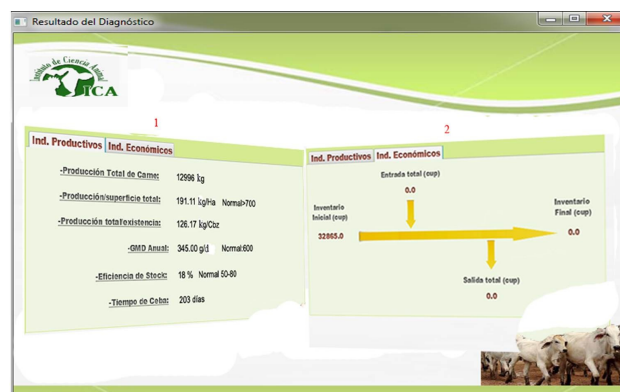 Resultado del Diagnóstico
Instituto de Ciencia Animal
ICA
1
Ind. Productivos Ind. Económicos
-Producción Total de Carne: 12996 kg
-Producción/superficie total: 191.11 kg/Ha Normal>700
-Producción total/existencia: 126.17 kg/Cbz
-GMD Anual: 345.00 g/d Normal:600
-Eficiencia de Stock: 18 % Normal 50-80
-Tiempo de Ceba: 203 días
2
Ind. Productivos Ind. Económicos
Entrada total (cup)
0.0
Inventario
Inicial (cup)
32865.0
Inventario
Final (cup)
0.0
Salida total (cup)
0.0